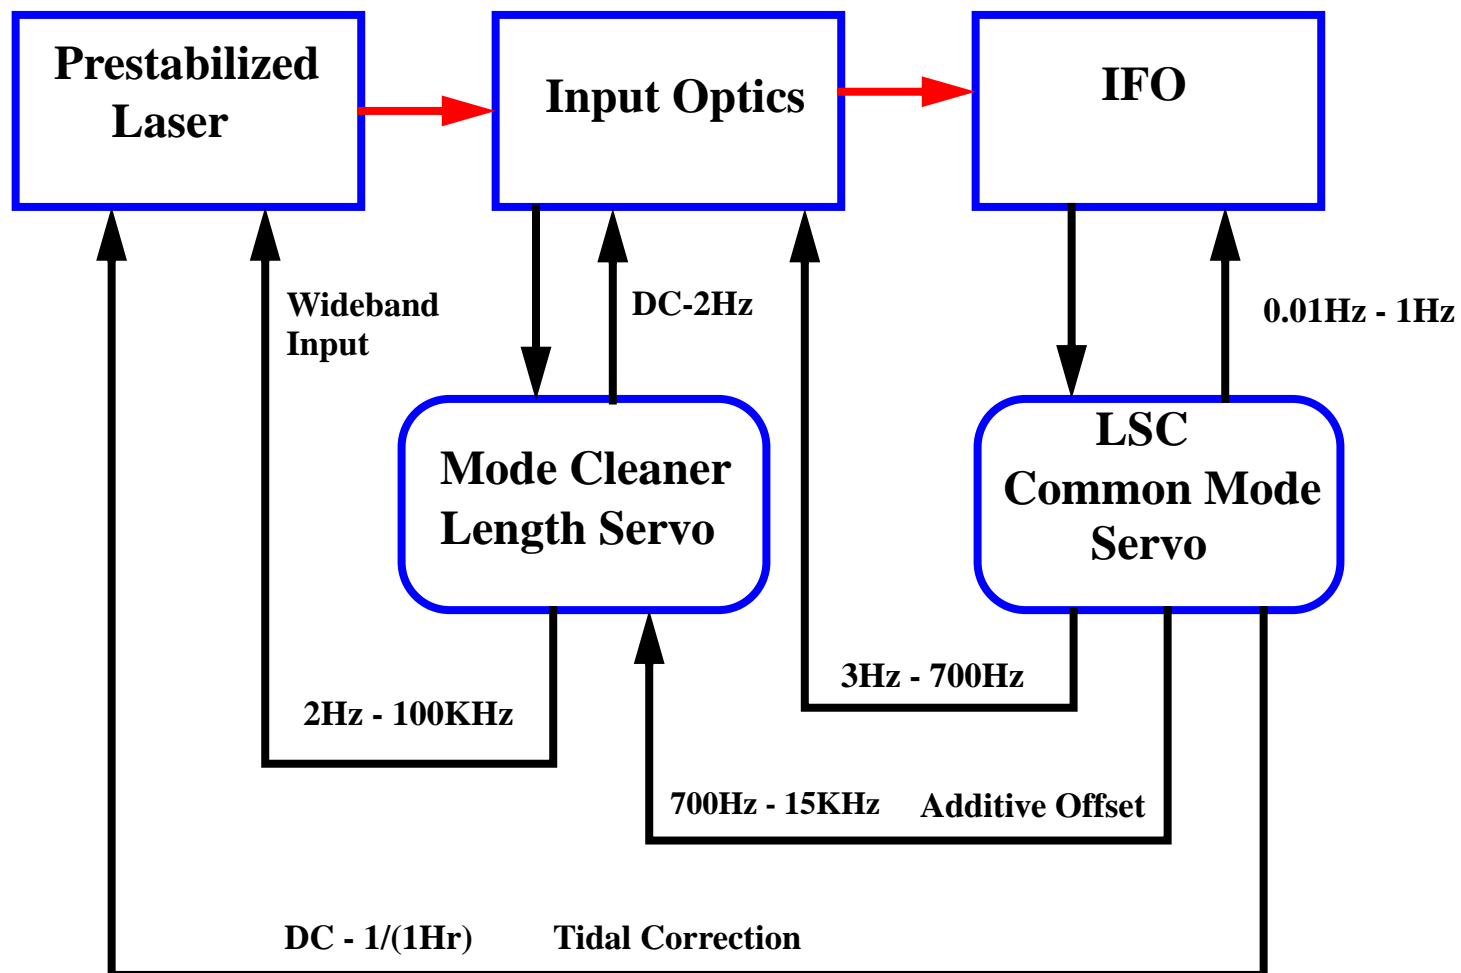 Prestabilized
Laser
Input Optics
IFO
Wideband
Input
DC-2Hz
0.01Hz - 1Hz
Mode Cleaner
Length Servo
LSC
Common Mode
Servo
3Hz - 700Hz
2Hz - 100KHz
700Hz - 15KHz
Additive Offset
DC - 1/(1Hr)
Tidal Correction